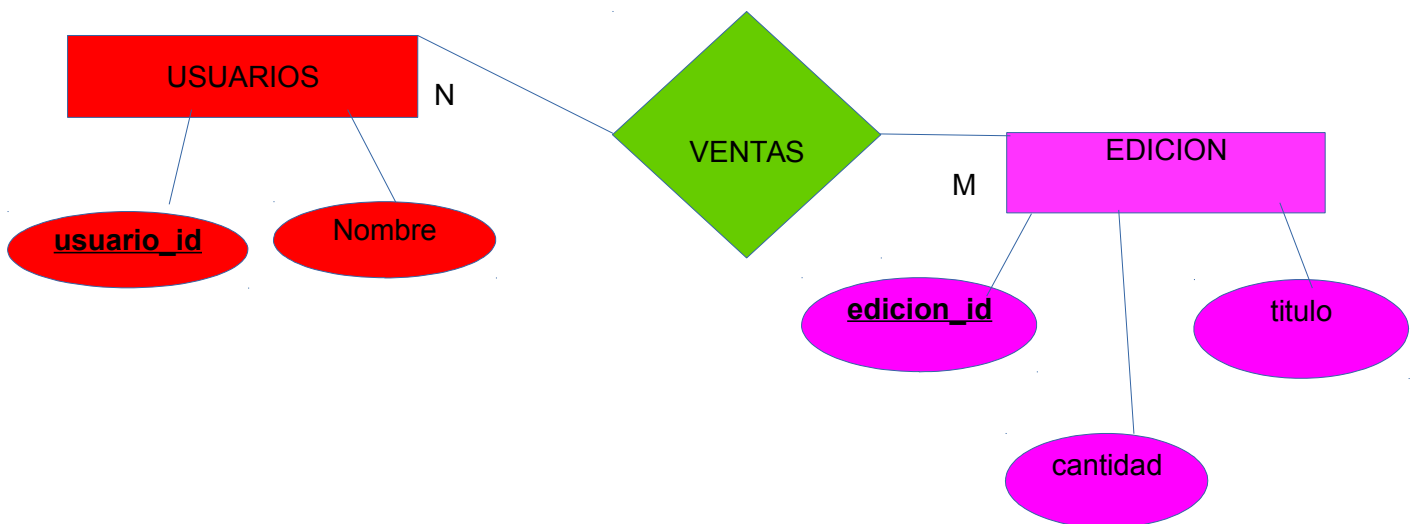 USUARIOS
N
VENTAS
EDICION
M
usuario_id
Nombre
edicion_id
titulo
cantidad